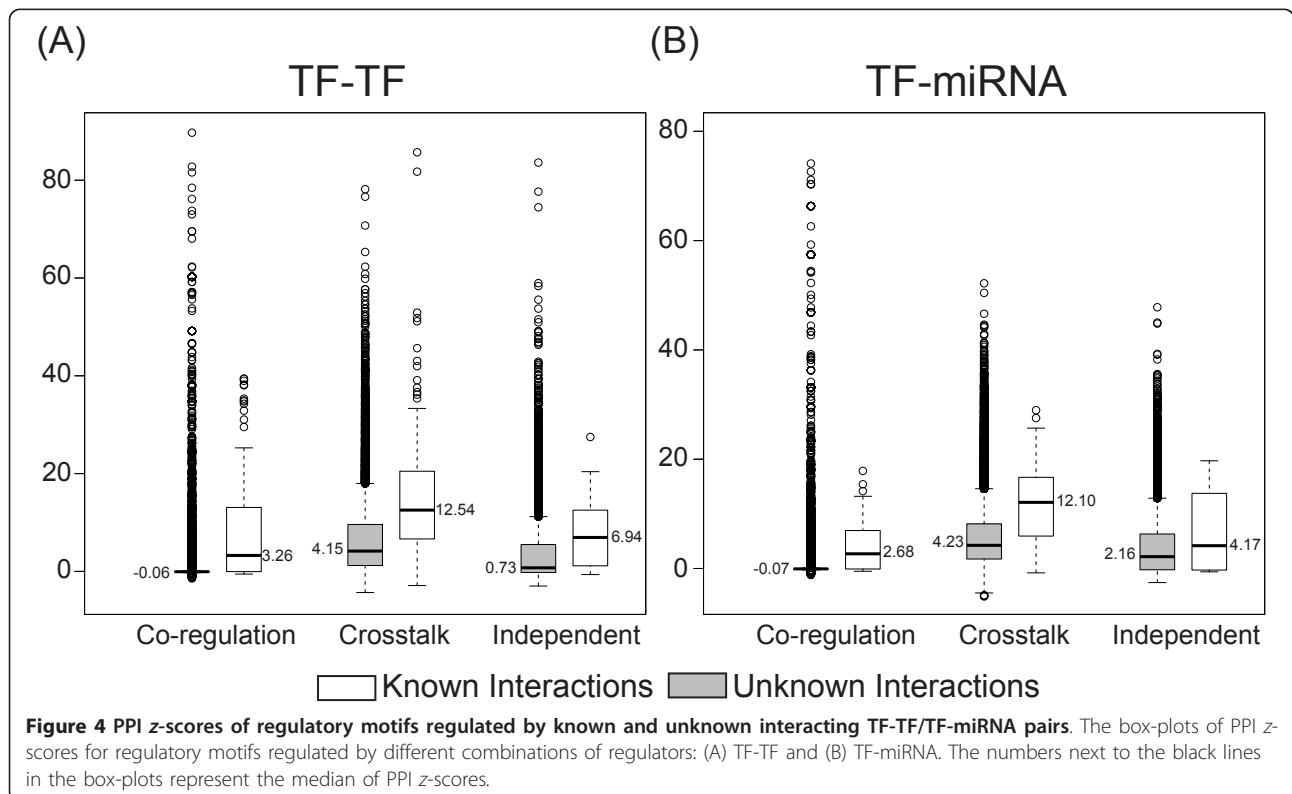 (A)
TF-TF
80
60
40
20
0
-0.06
3.26
4.15
12.54
0.73
6.94
Co-regulation
Crosstalk
Independent
(B)
TF-miRNA
80
60
40
20
0
-0.07
2.68
4.23
12.10
2.16
4.17
Co-regulation
Crosstalk
Independent
Known Interactions
Unknown Interactions
Figure 4 PPI z-scores of regulatory motifs regulated by known and unknown interacting TF-TF/TF-miRNA pairs. The box-plots of PPI z-
scores for regulatory motifs regulated by different combinations of regulators: (A) TF-TF and (B) TF-miRNA. The numbers next to the black lines
in the box-plots represent the median of PPI z-scores.